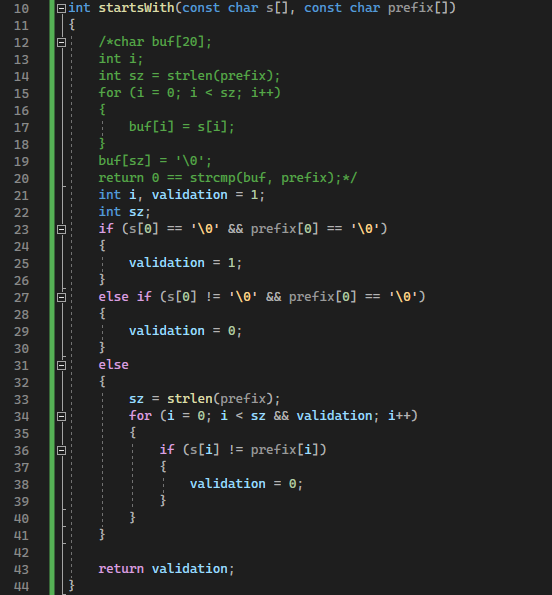 10 int startsWith(const char s[], const char prefix[])
11 {
12 /*char buf[20];
13 int i;
14 int sz = strlen(prefix);
15 for (i = 0; i < sz; i++)
16 {
17 buf[i] = s[i];
18 }
19 buf[sz] = '\0';
20 return 0 == strcmp(buf, prefix);*/
21 int i, validation = 1;
22 int sz;
23 if (s[0] == '\0' && prefix[0] == '\0')
24 {
25 validation = 1;
26 }
27 else if (s[0] != '\0' && prefix[0] == '\0')
28 {
29 validation = 0;
30 }
31 else
32 {
33 sz = strlen(prefix);
34 for (i = 0; i < sz && validation; i++)
35 {
36 if (s[i] != prefix[i])
37 {
38 validation = 0;
39 }
40 }
41 }
42
43 return validation;
44 }